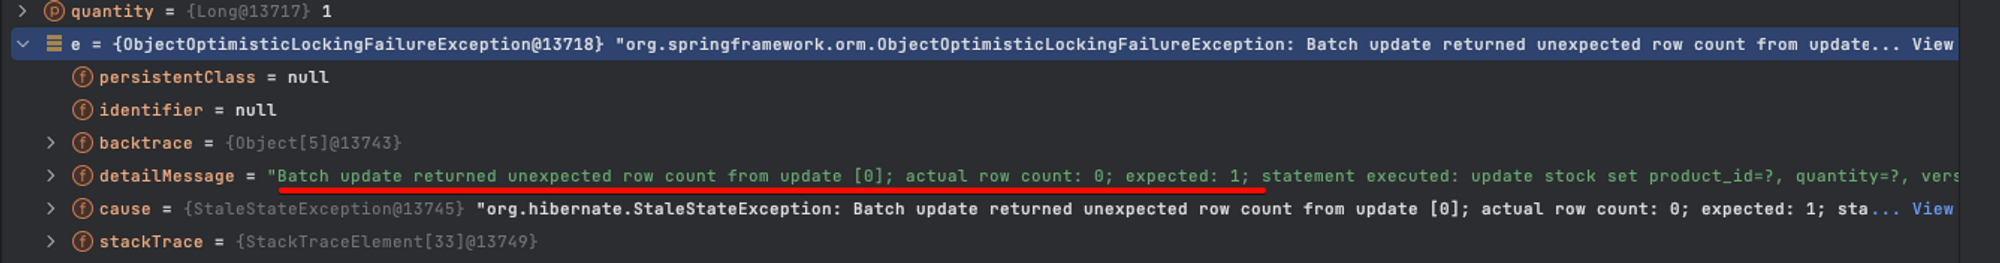 p quantity = {Long@13717} 1
e = {ObjectOptimisticLockingFailureException@13718} "org.springframework.orm.ObjectOptimisticLockingFailureException: Batch update returned unexpected row count from update... View
f persistentClass = null
f identifier = null
f backtrace = {Object[5]@13743}
f detailMessage = "Batch update returned unexpected row count from update [0]; actual row count: 0; expected: 1; statement executed: update stock set product_id=?, quantity=?, vers
f cause = {StaleStateException@13745} "org.hibernate.StaleStateException: Batch update returned unexpected row count from update [0]; actual row count: 0; expected: 1; sta... View
f stackTrace = {StackTraceElement[33]@13749}